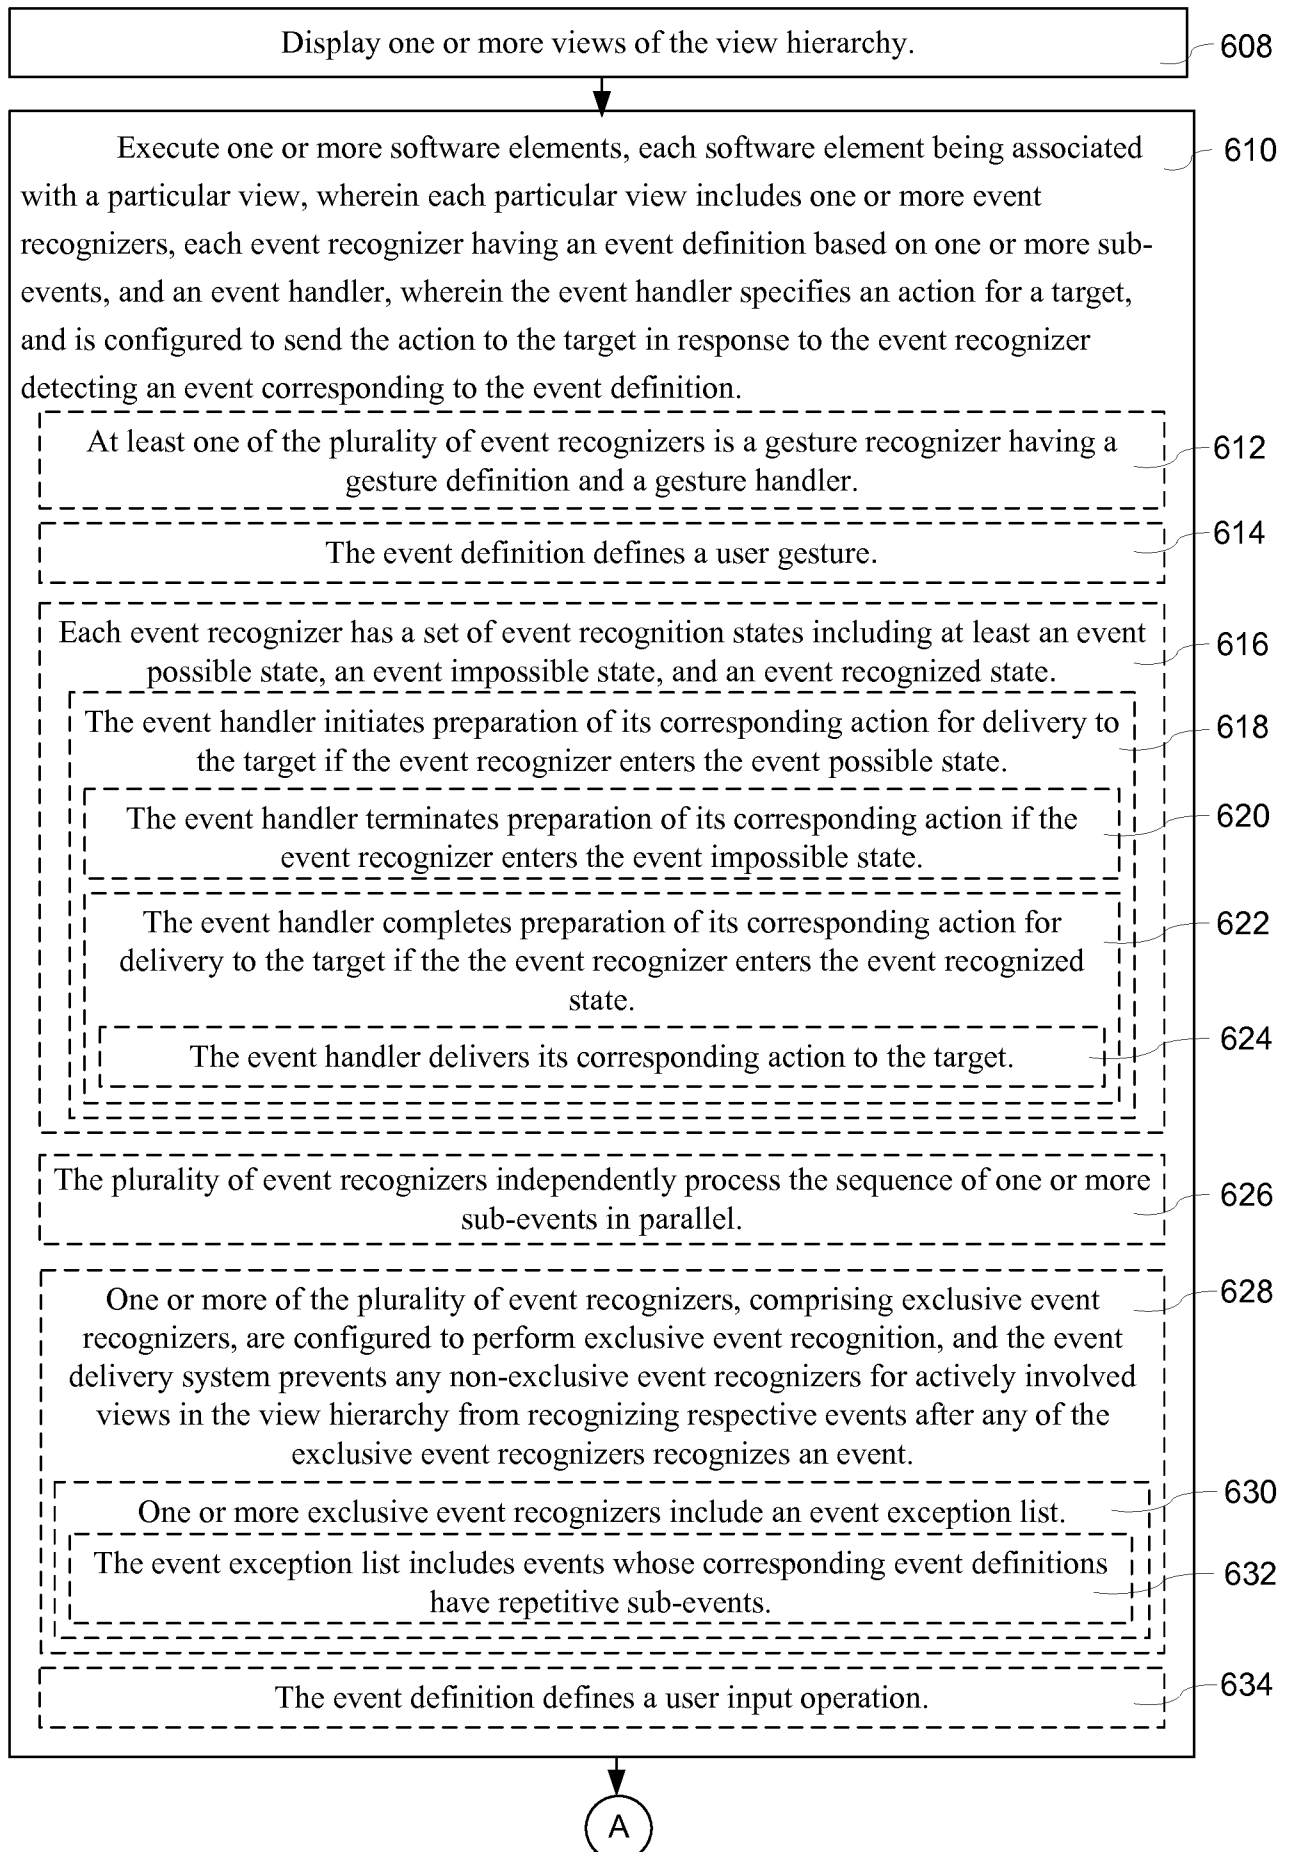 Display one or more views of the view hierarchy.
608
Execute one or more software elements, each software element being associated
610
with a particular view, wherein each particular view includes one or more event
recognizers, each event recognizer having an event definition based on one or more sub-
events, and an event handler, wherein the event handler specifies an action for a target,
and is configured to send the action to the target in response to the event recognizer
detecting an event corresponding to the event definition.
At least one of the plurality of event recognizers is a gesture recognizer having a
612
gesture definition and a gesture handler.
The event definition defines a user gesture.
614
Each event recognizer has a set of event recognition states including at least an event
616
possible state, an event impossible state, and an event recognized state.
The event handler initiates preparation of its corresponding action for delivery to
618
the target if the event recognizer enters the event possible state.
The event handler terminates preparation of its corresponding action if the
620
event recognizer enters the event impossible state.
The event handler completes preparation of its corresponding action for
622
delivery to the target if the the event recognizer enters the event recognized
state.
The event handler delivers its corresponding action to the target.
624
The plurality of event recognizers independently process the sequence of one or more
626
sub-events in parallel.
One or more of the plurality of event recognizers, comprising exclusive event
628
recognizers, are configured to perform exclusive event recognition, and the event
delivery system prevents any non-exclusive event recognizers for actively involved
views in the view hierarchy from recognizing respective events after any of the
exclusive event recognizers recognizes an event.
One or more exclusive event recognizers include an event exception list.
630
The event exception list includes events whose corresponding event definitions
632
have repetitive sub-events.
The event definition defines a user input operation.
634
A